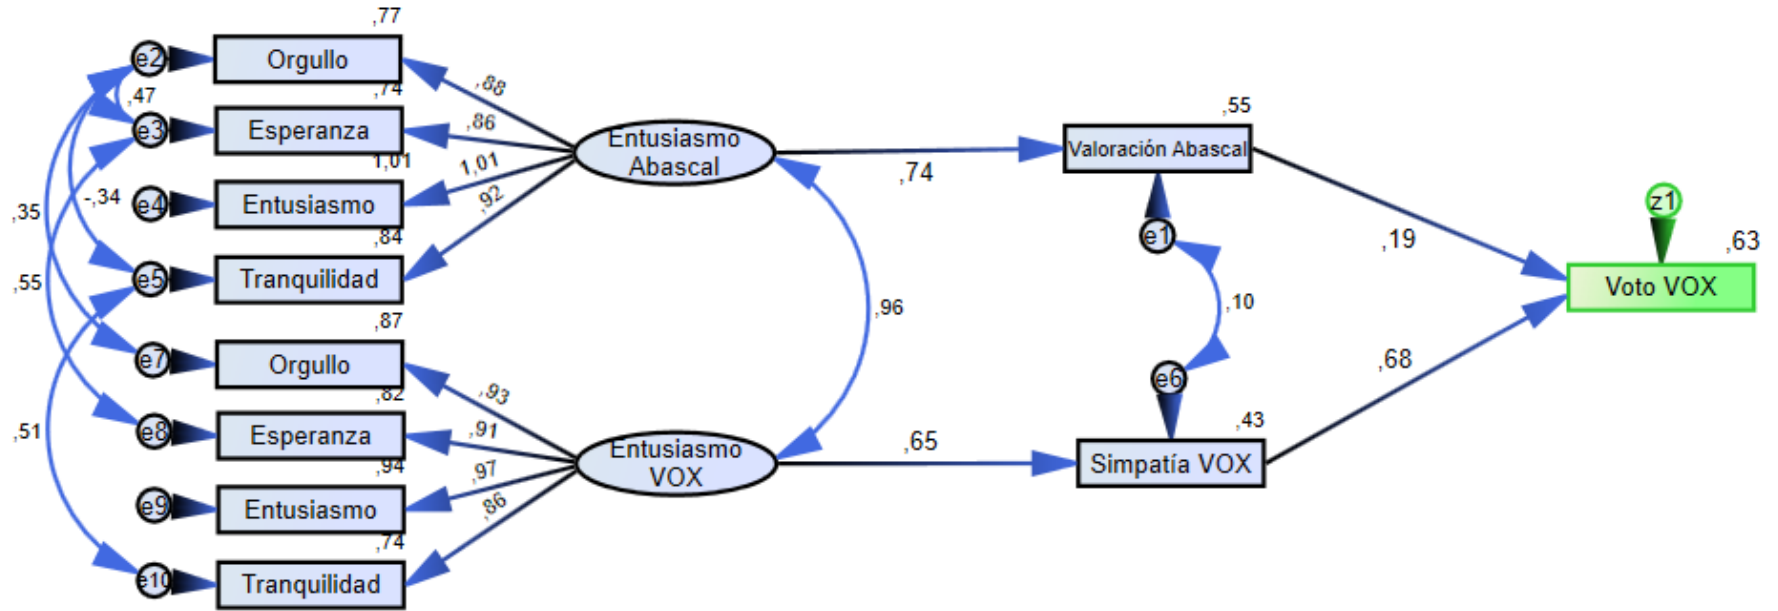 ,77
e2
Orgullo
,88
,47
,74
e3
Esperanza
,86
1,01
1,01
e4
Entusiasmo
,92
,35
-,34
,84
e5
Tranquilidad
,55
,87
e7
Orgullo
,93
,82
e8
Esperanza
,91
,51
,94
e9
Entusiasmo
,97
,86
,74
e10
Tranquilidad
Entusiasmo
Abascal
,96
Entusiasmo
VOX
,74
,65
,55
Valoración Abascal
e1
,10
e6
,43
Simpatía VOX
,19
,68
z1
,63
Voto VOX